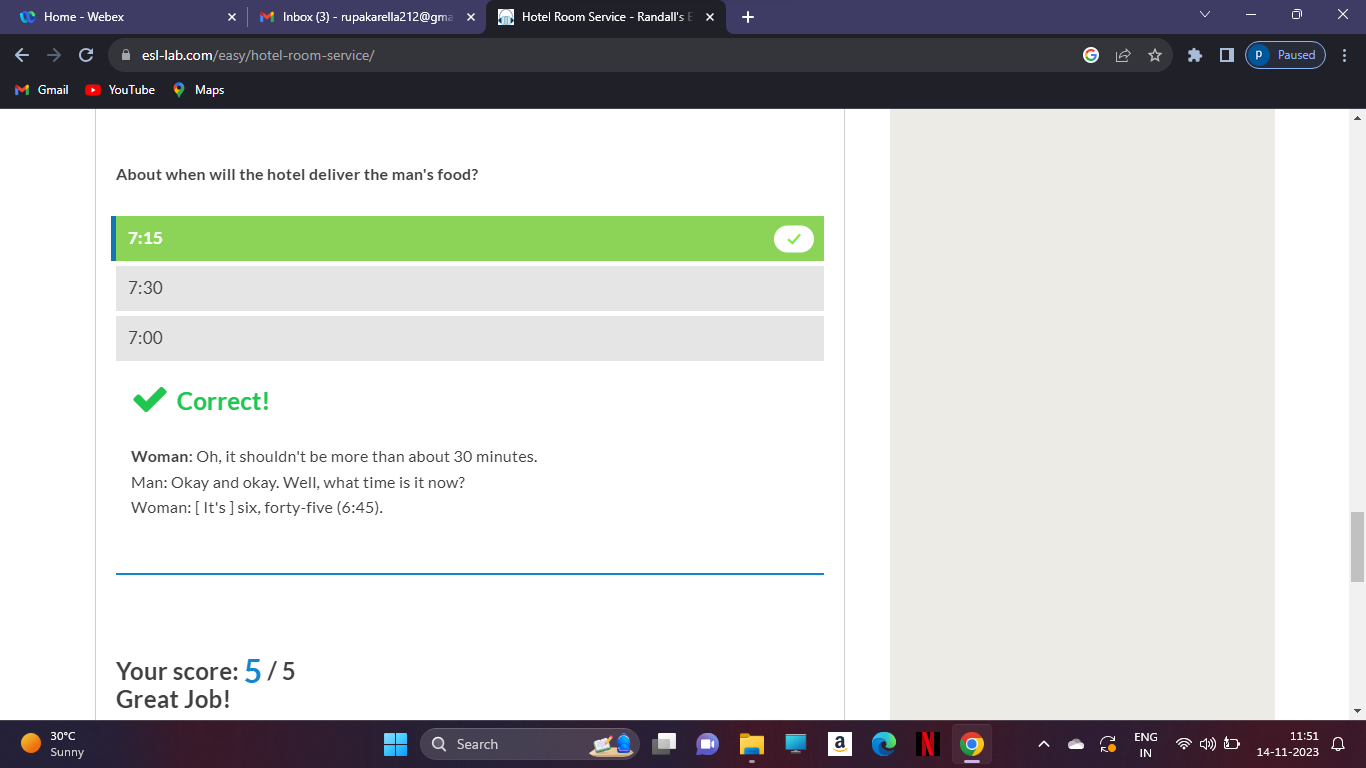 Home - Webex
Inbox (3) - rupakarella212@gma
Hotel Room Service - Randall's E
esl-lab.com/easy/hotel-room-service/
p Paused
Gmail
YouTube
Maps
About when will the hotel deliver the man's food?
7:15
7:30
7:00
Correct!
Woman: Oh, it shouldn't be more than about 30 minutes.
Man: Okay and okay. Well, what time is it now?
Woman: [ It's ] six, forty-five (6:45).
Your score: 5 / 5
Great Job!
30°C
Sunny
Search
a
N
ENG
IN
11:51
14-11-2023